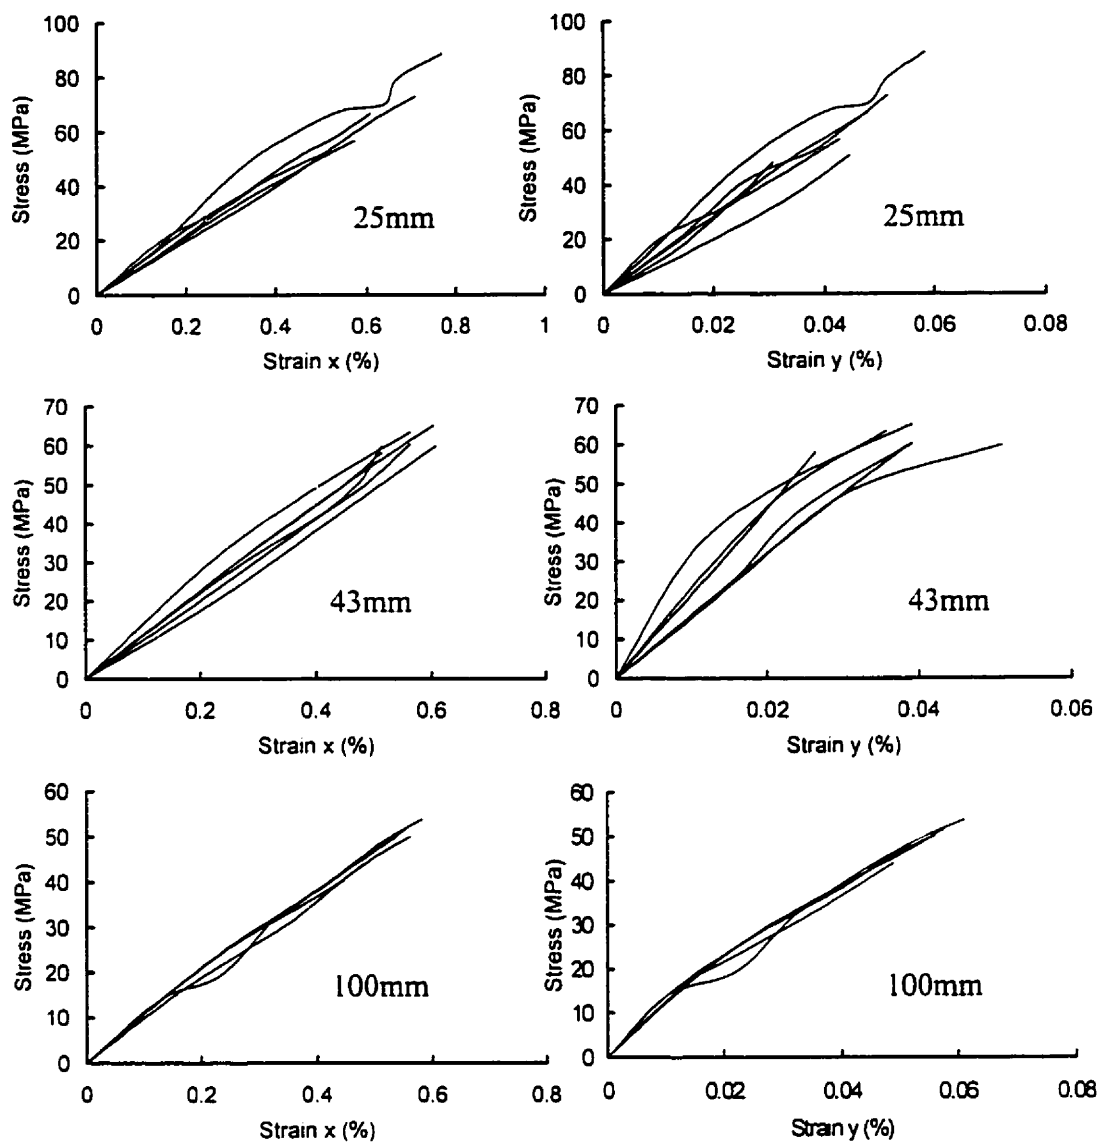 100
80
60
40
20
0
Stress (MPa)
25mm
0 0.2 0.4 0.6 0.8 1
Strain x (%)
100
80
60
40
20
0
Stress (MPa)
25mm
0 0.02 0.04 0.06 0.08
Strain y (%)
70
60
50
40
30
20
10
0
Stress (MPa)
43mm
0 0.2 0.4 0.6 0.8
Strain x (%)
70
60
50
40
30
20
10
0
Stress (MPa)
43mm
0 0.02 0.04 0.06
Strain y (%)
60
50
40
30
20
10
0
Stress (MPa)
100mm
0 0.2 0.4 0.6 0.8
Strain x (%)
60
50
40
30
20
10
0
Stress (MPa)
100mm
0 0.02 0.04 0.06 0.08
Strain y (%)